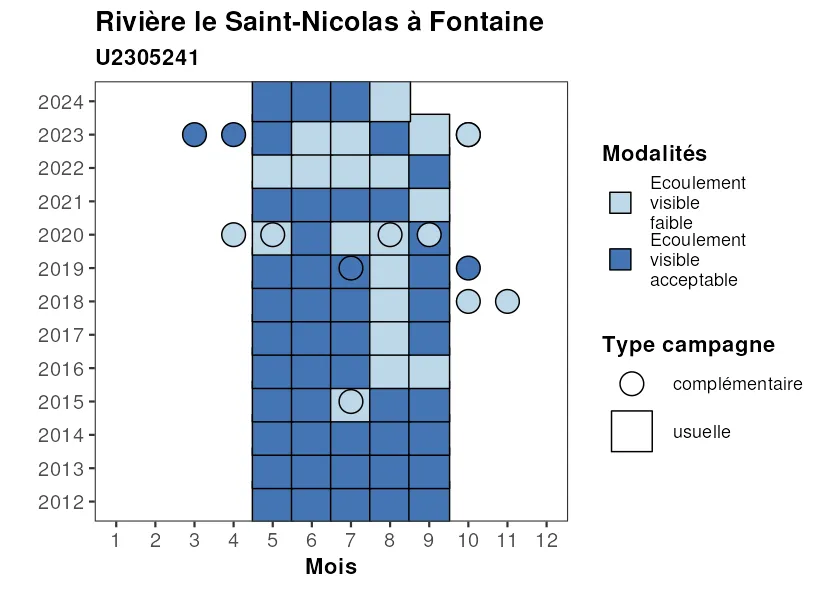 Rivière le Saint-Nicolas à Fontaine
U2305241
2024
2023
2022
2021
2020
2019
2018
2017
2016
2015
2014
2013
2012
1 2 3 4 5 6 7 8 9 10 11 12
Mois
Modalités
Ecoulement
visible
faible
Ecoulement
visible
acceptable
Type campagne
complémentaire
usuelle